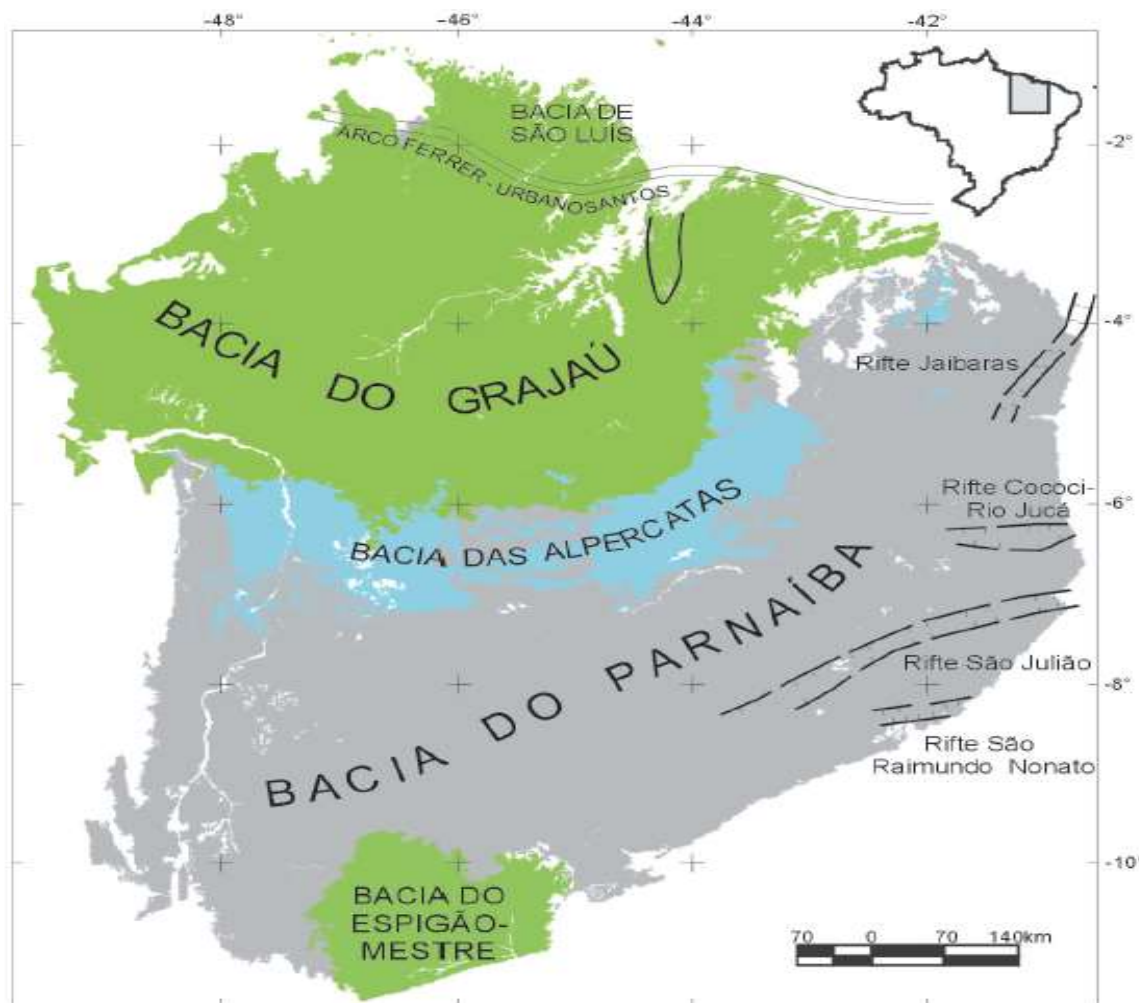 -48° -46° -44° -42°
BACIA DE
SÃO LUÍS
ARCO FERRER - URBANOSANTOS
-2°
BACIA DO GRAJAÚ
-4°
Rifte Jaibaras
Rifte Cococi-
Rio Jucá
-6°
BACIA DAS ALPERCATAS
BACIA DO PARNAÍBA
Rifte São Julião
-8°
Rifte São
Raimundo Nonato
-10°
BACIA DO
ESPIGÃO-
MESTRE
70 0 70 140km